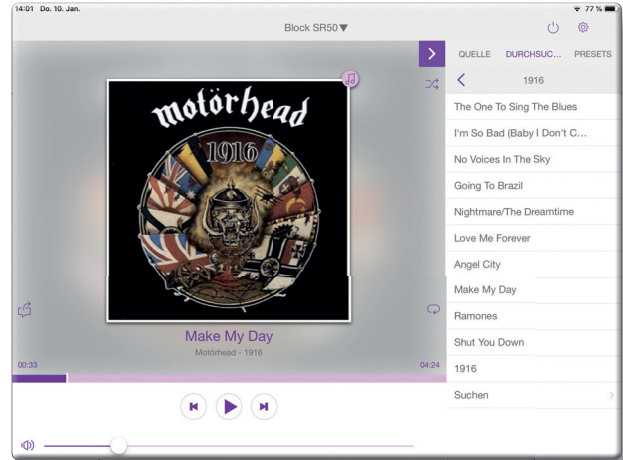 14:01 Do. 10. Jan.
77 %
Block SR50▼
QUELLE DURCHSUC... PRESETS
1916
motörhead
1916
The One To Sing The Blues
I'm So Bad (Baby I Don't C...
No Voices In The Sky
Going To Brazil
Nightmare/The Dreamtime
Love Me Forever
Angel City
Make My Day
Ramones
Shut You Down
1916
Suchen
Make My Day
Motörhead - 1916
00:33
04:24